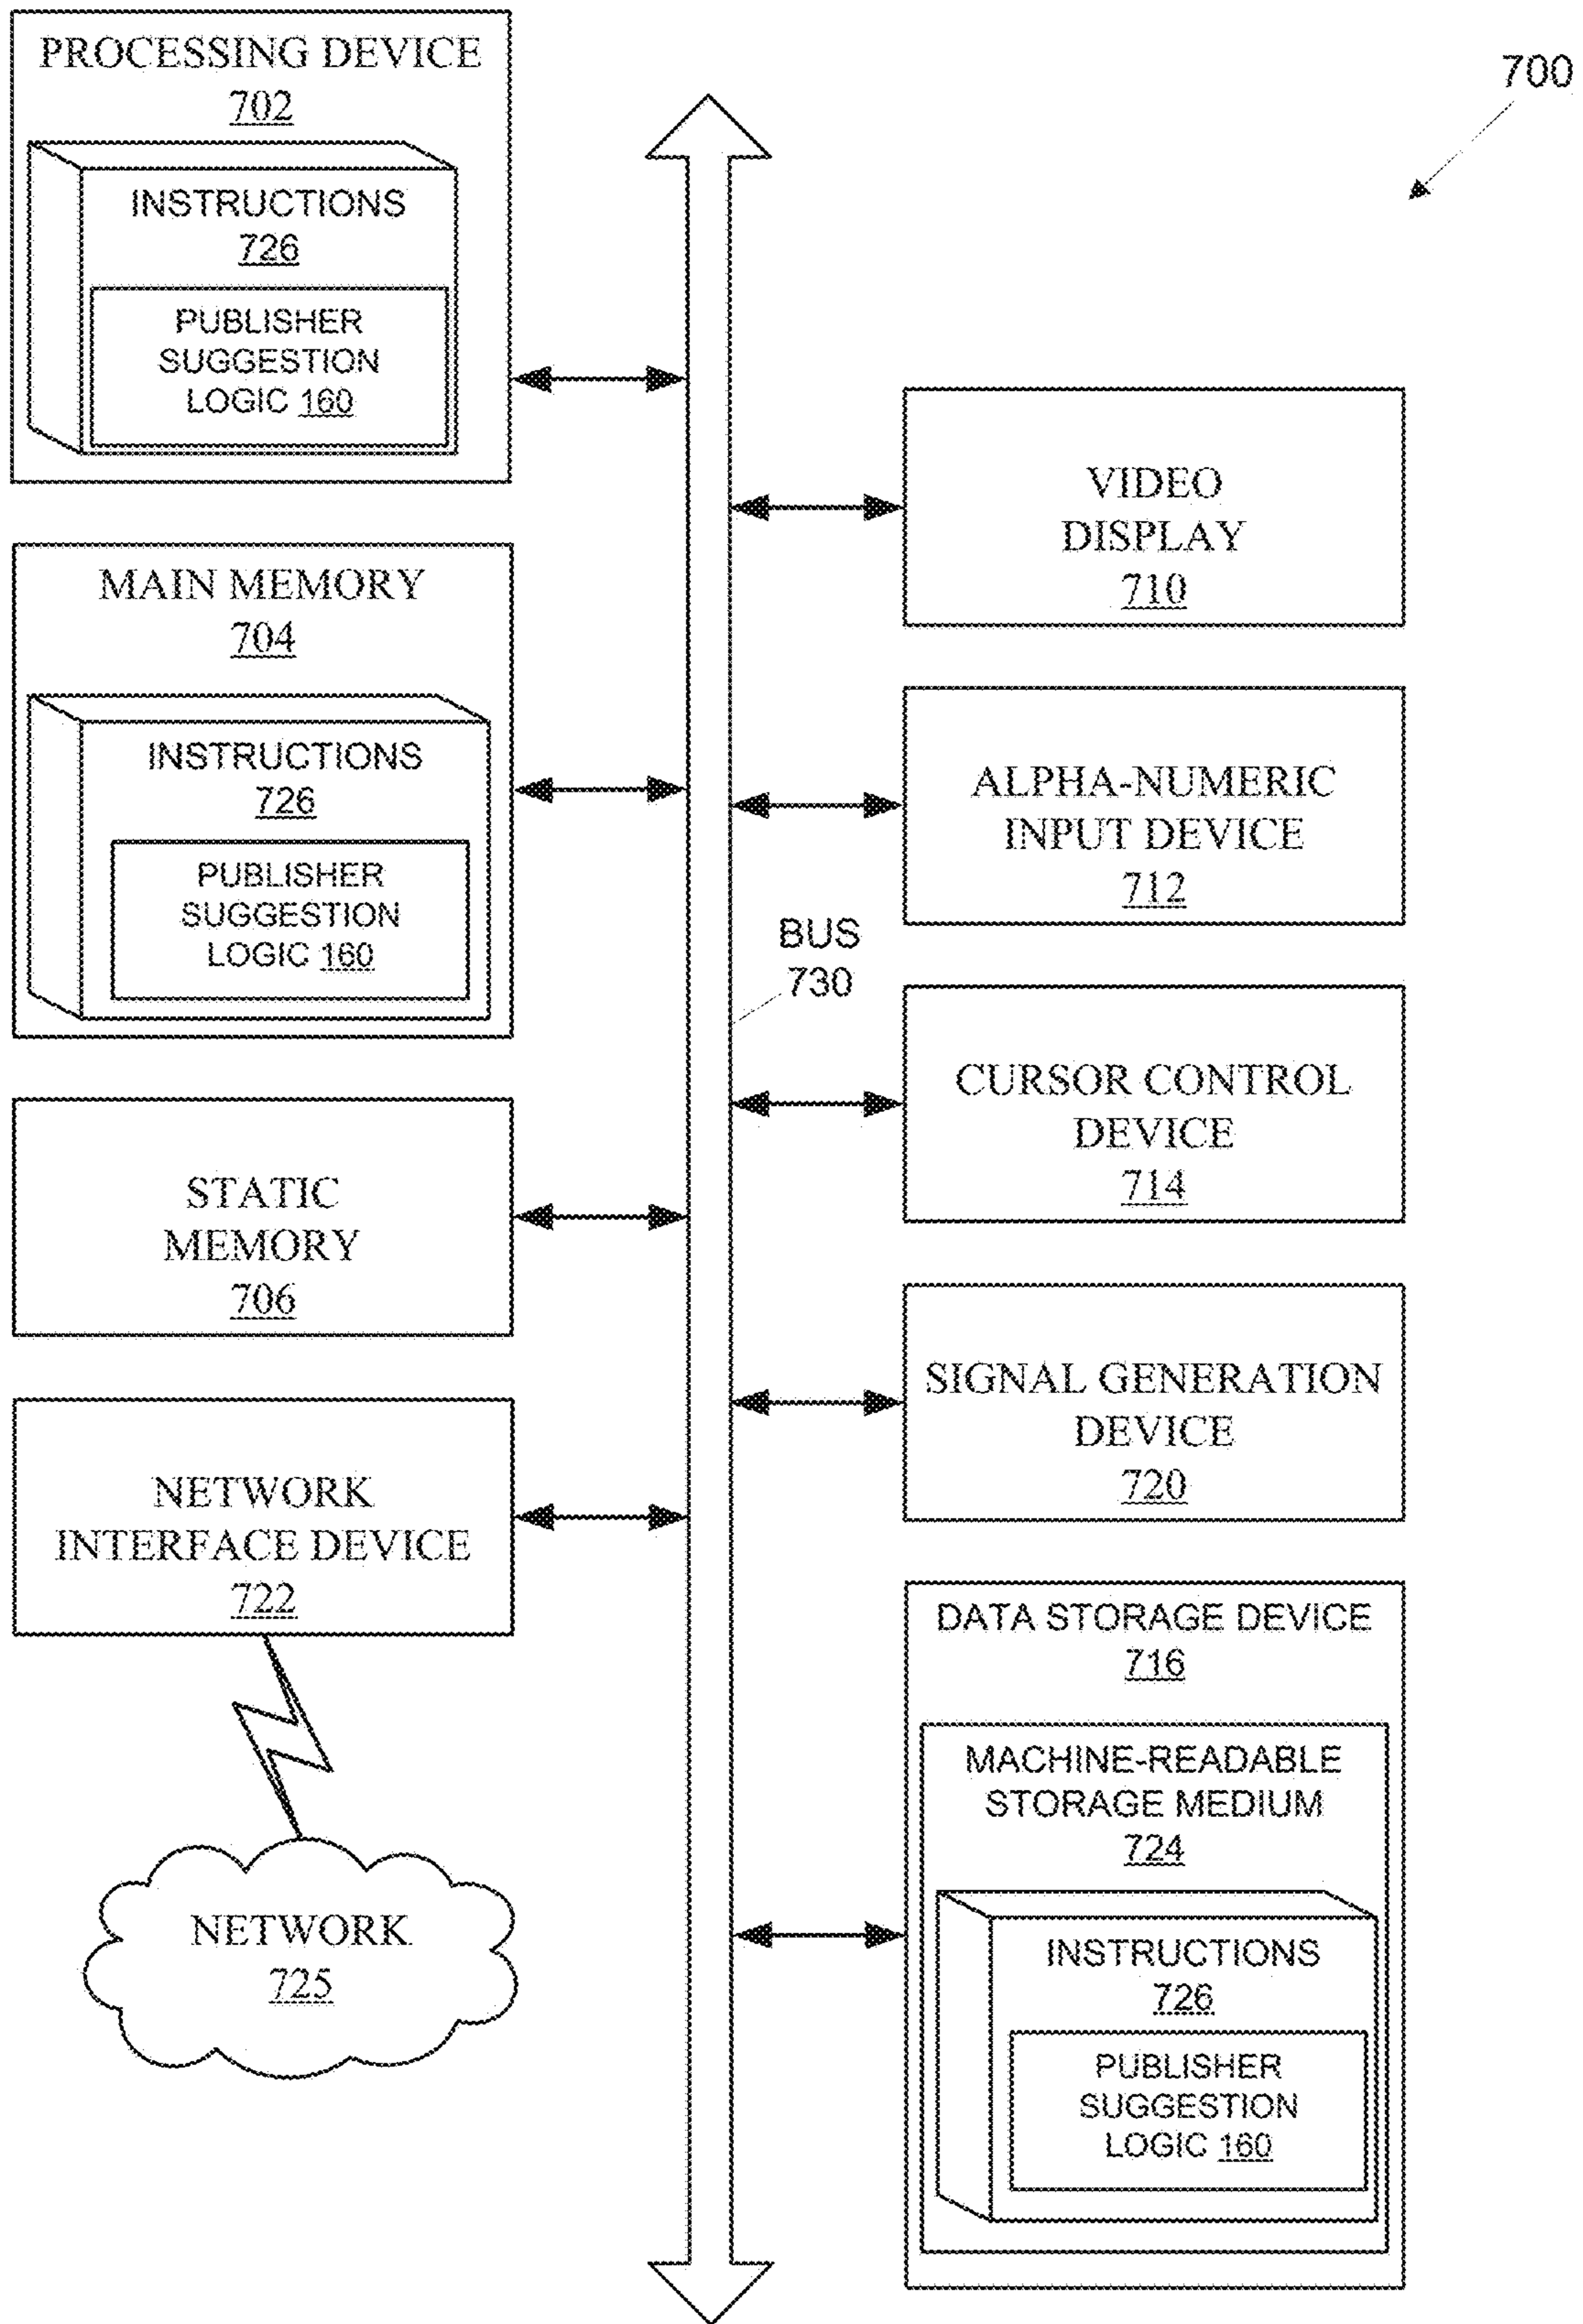 PROCESSING DEVICE
702
INSTRUCTIONS
726
PUBLISHER
SUGGESTION
LOGIC 160
MAIN MEMORY
704
INSTRUCTIONS
726
PUBLISHER
SUGGESTION
LOGIC 160
STATIC
MEMORY
706
NETWORK
INTERFACE DEVICE
722
NETWORK
725
BUS
730
700
VIDEO
DISPLAY
710
ALPHA-NUMERIC
INPUT DEVICE
712
CURSOR CONTROL
DEVICE
714
SIGNAL GENERATION
DEVICE
720
DATA STORAGE DEVICE
716
MACHINE-READABLE
STORAGE MEDIUM
724
INSTRUCTIONS
726
PUBLISHER
SUGGESTION
LOGIC 160